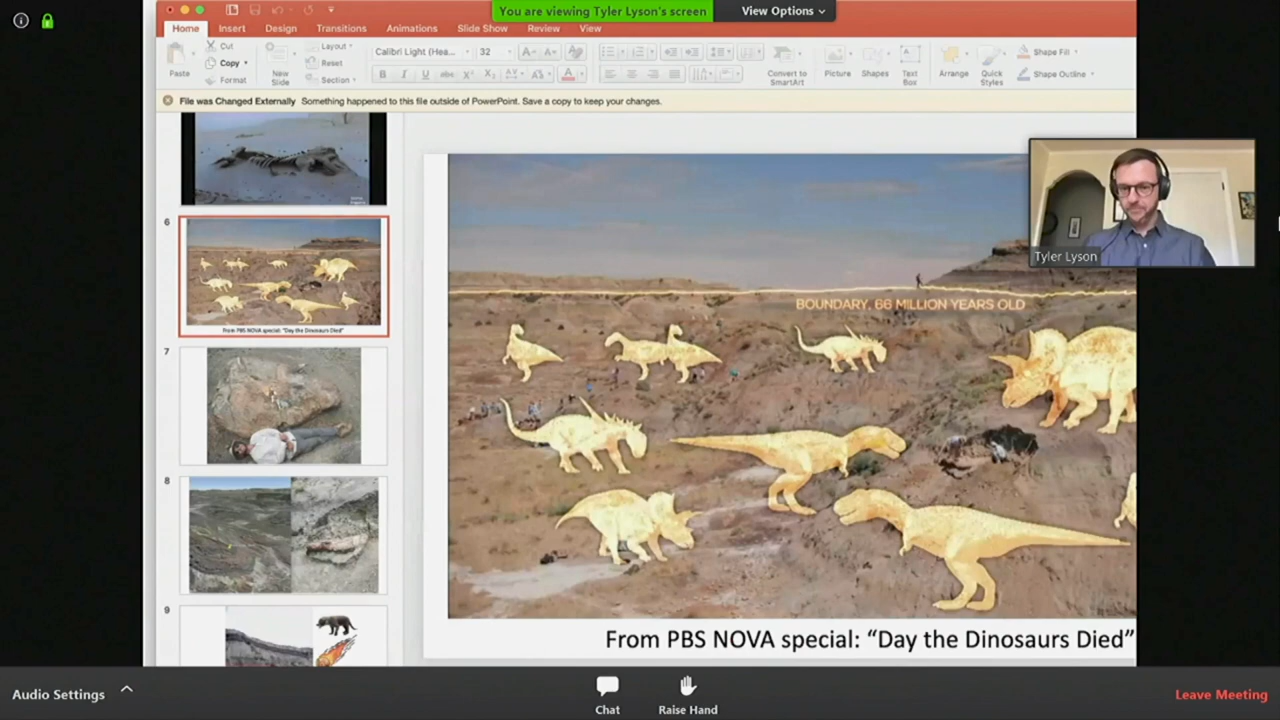 You are viewing Tyler Lyson's screen
View Options
Home Insert Design Transitions Animations Slide Show Review View
Cut
Copy
Format
Paste
New
Slide
Layout
Reset
Section
Calibri Light (Hea...
32
Convert to
SmartArt
Picture
Shapes
Text
Box
Arrange
Quick
Styles
Shape Fill
Shape Outline
File was Changed Externally Something happened to this file outside of PowerPoint. Save a copy to keep your changes.
6
From PBS NOVA special: "Day the Dinosaurs Died"
7
8
9
Tyler Lyson
BOUNDARY, 66 MILLION YEARS OLD
From PBS NOVA special: “Day the Dinosaurs Died”
Audio Settings
Chat
Raise Hand
Leave Meeting